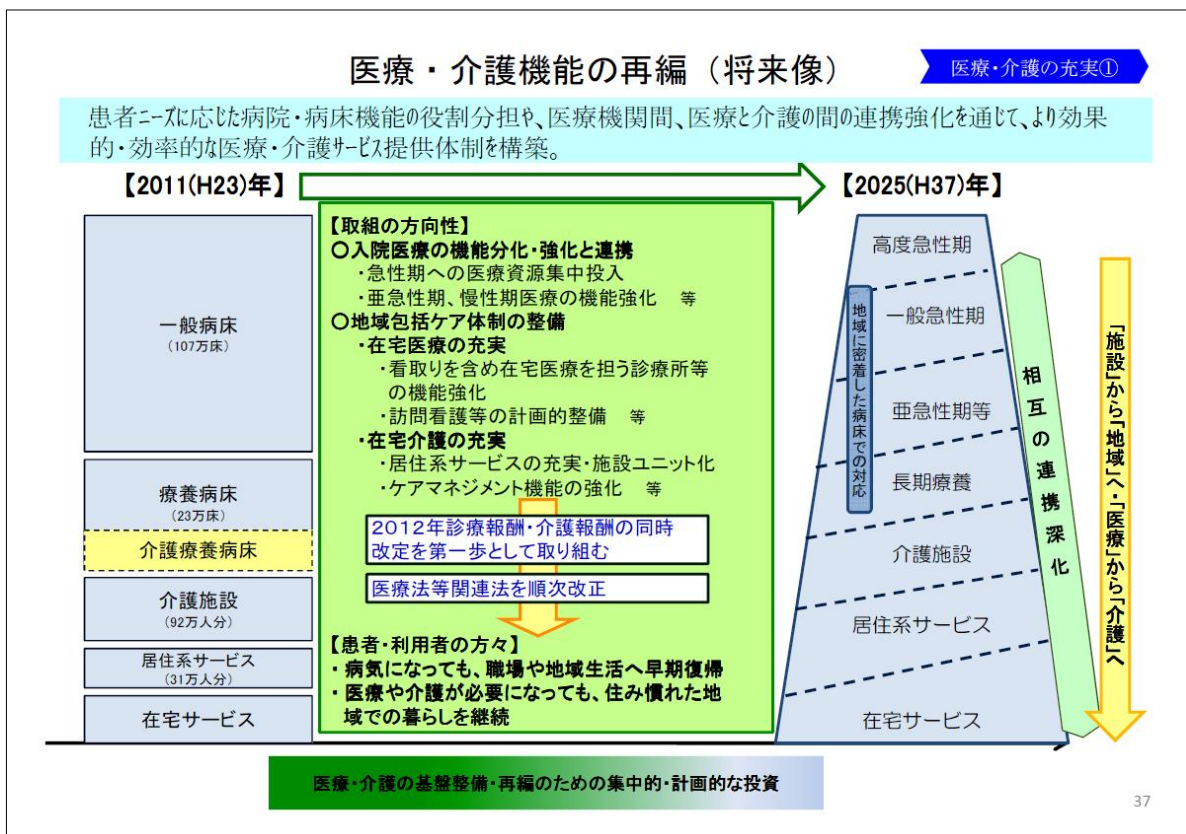 医療・介護機能の再編（将来像）
医療・介護の充実①
患者ニーズに応じた病院・病床機能の役割分担や、医療機関間、医療と介護の間の連携強化を通じて、より効果
的・効率的な医療・介護サービス提供体制を構築。
【2011(H23)年】
【2025(H37)年】
一般病床
(107万床)
療養病床
(23万床)
介護療養病床
介護施設
(92万人分)
居住系サービス
(31万人分)
在宅サービス
【取組の方向性】
○入院医療の機能分化・強化と連携
・急性期への医療資源集中投入
・亜急性期、慢性期医療の機能強化　等
○地域包括ケア体制の整備
・在宅医療の充実
・看取りを含め在宅医療を担う診療所等
の機能強化
・訪問看護等の計画的整備　等
・在宅介護の充実
・居住系サービスの充実・施設ユニット化
・ケアマネジメント機能の強化　等
２０１２年診療報酬・介護報酬の同時
改定を第一歩として取り組む
医療法等関連法を順次改正
【患者・利用者の方々】
・病気になっても、職場や地域生活へ早期復帰
・医療や介護が必要になっても、住み慣れた地
域での暮らしを継続
高度急性期
一般急性期
亜急性期等
長期療養
介護施設
居住系サービス
在宅サービス
地域に密着した病床での対応
相互の連携深化
「施設」から「地域」へ・「医療」から「介護」へ
医療・介護の基盤整備・再編のための集中的・計画的な投資
37